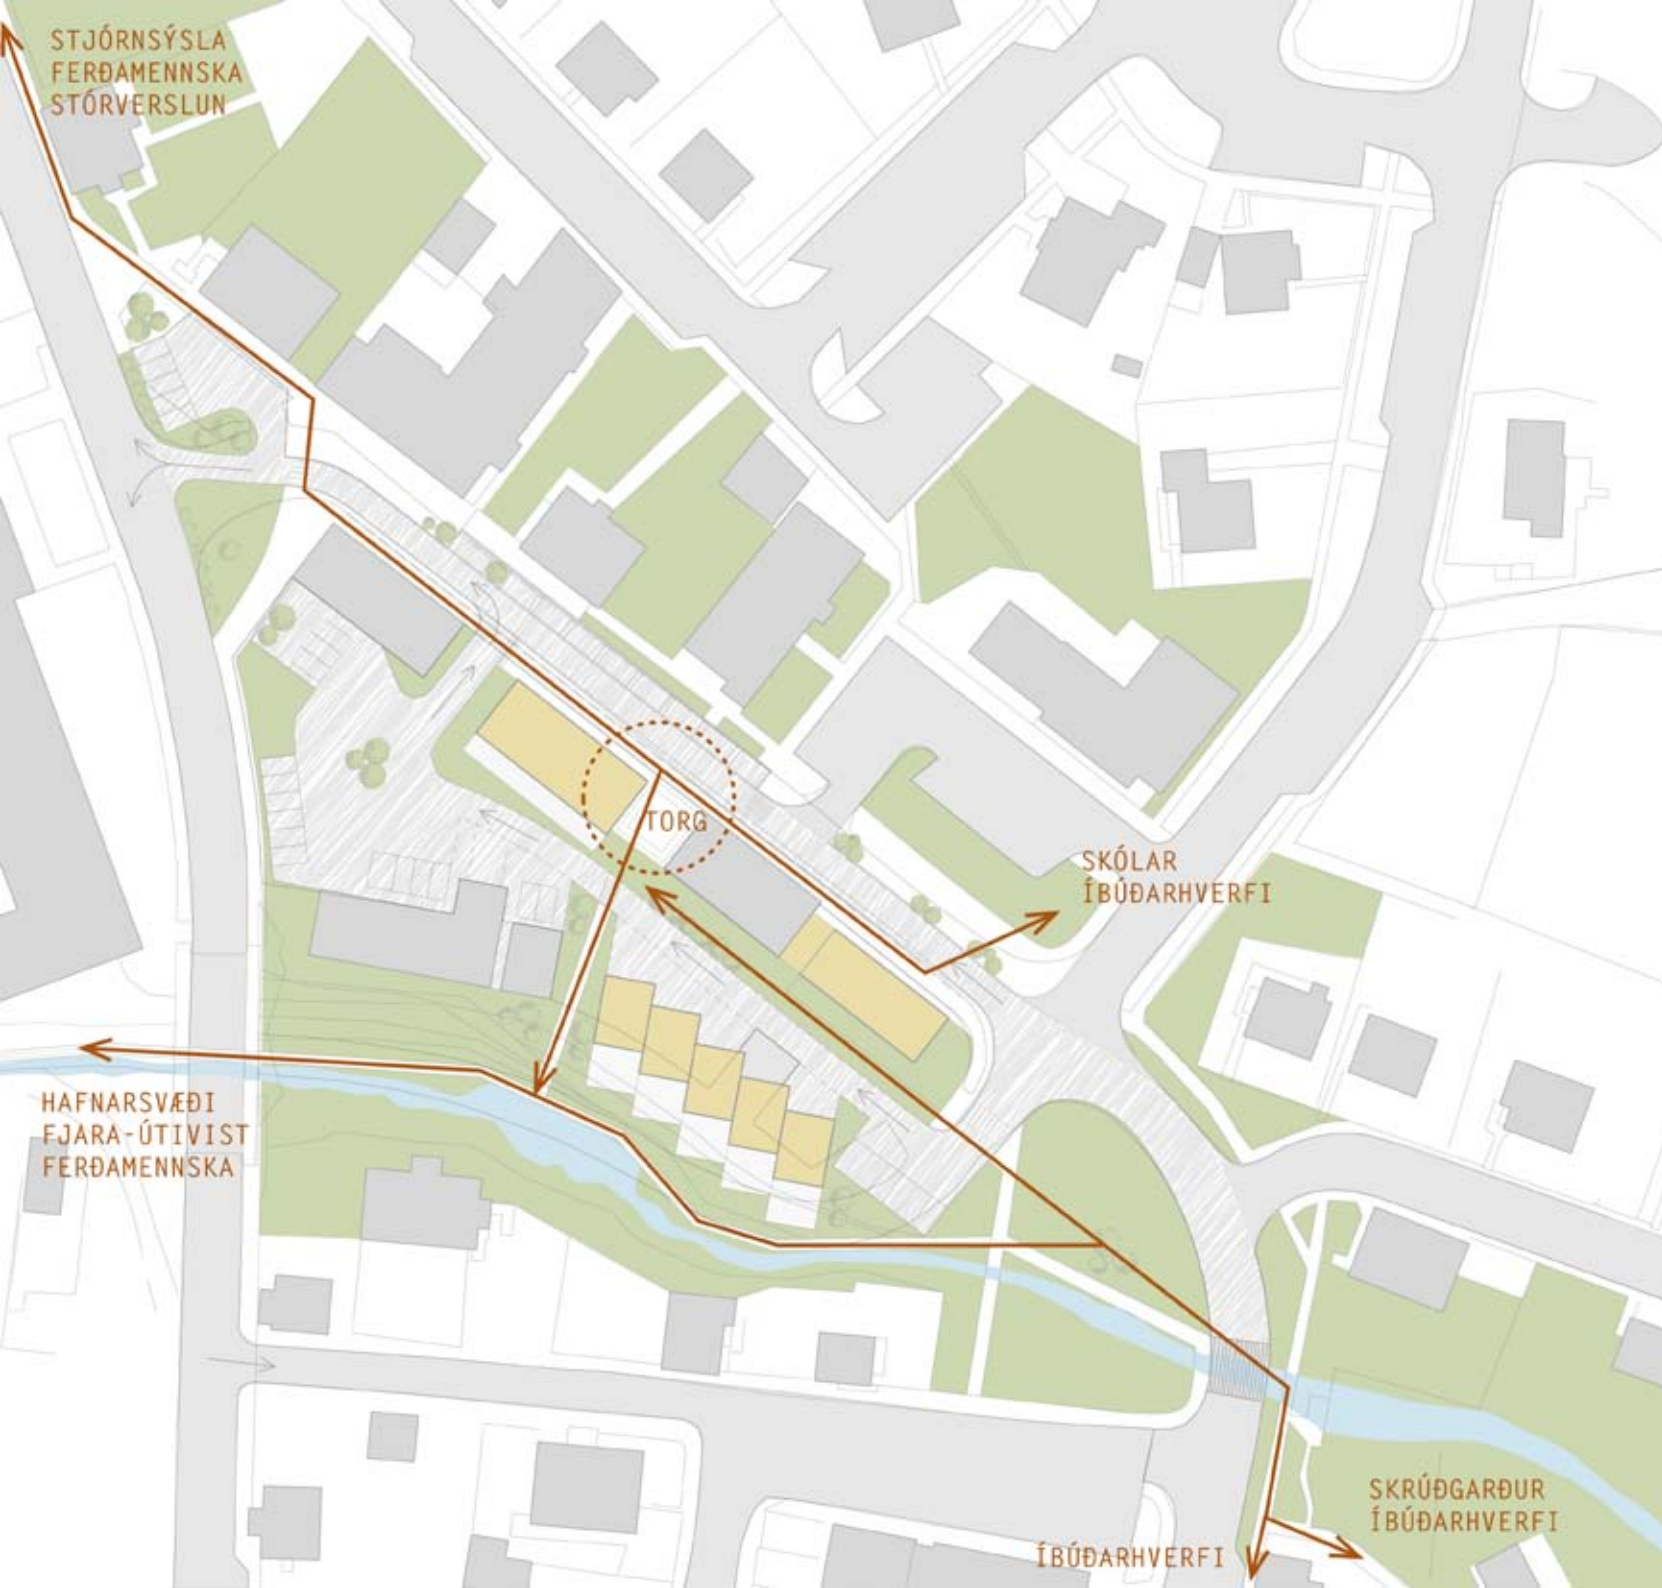 STJÓRNSÝSLA
FERÐAMENNSKA
STÓRVERSLUN
TORG
SKÓLAR
ÍBÚÐARHVERFI
HAFNARSVÆÐI
FJARA-ÚTIVIST
FERÐAMENNSKA
SKRÚÐGARÐUR
ÍBÚÐARHVERFI
ÍBÚÐARHVERFI